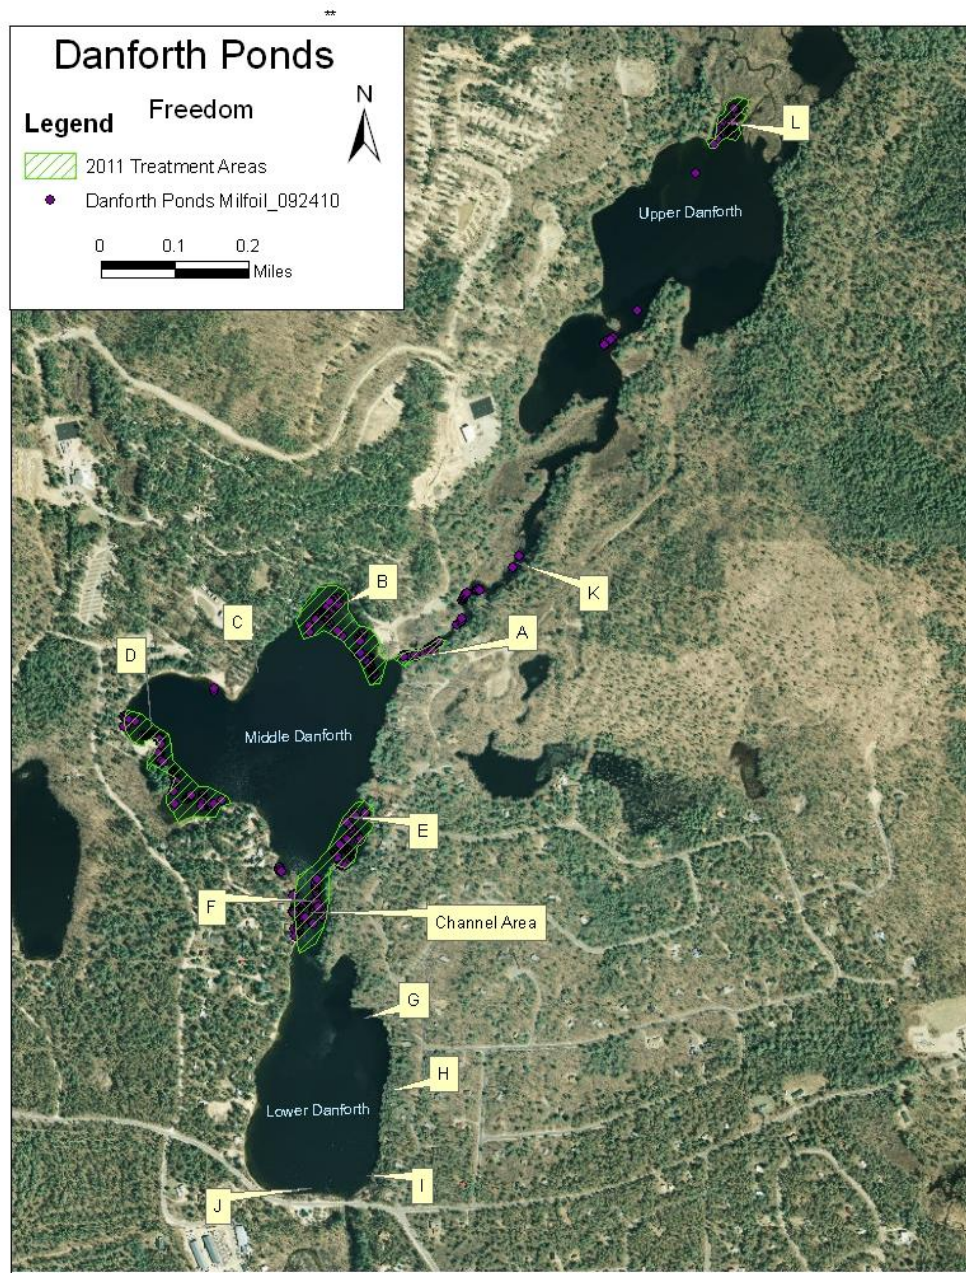 **
Danforth Ponds
Freedom
N
Legend
2011 Treatment Areas
Danforth Ponds Milfoil_092410
0 0.1 0.2
Miles
L
Upper Danforth
B
K
C
A
D
Middle Danforth
E
F
Channel Area
G
H
Lower Danforth
I
J